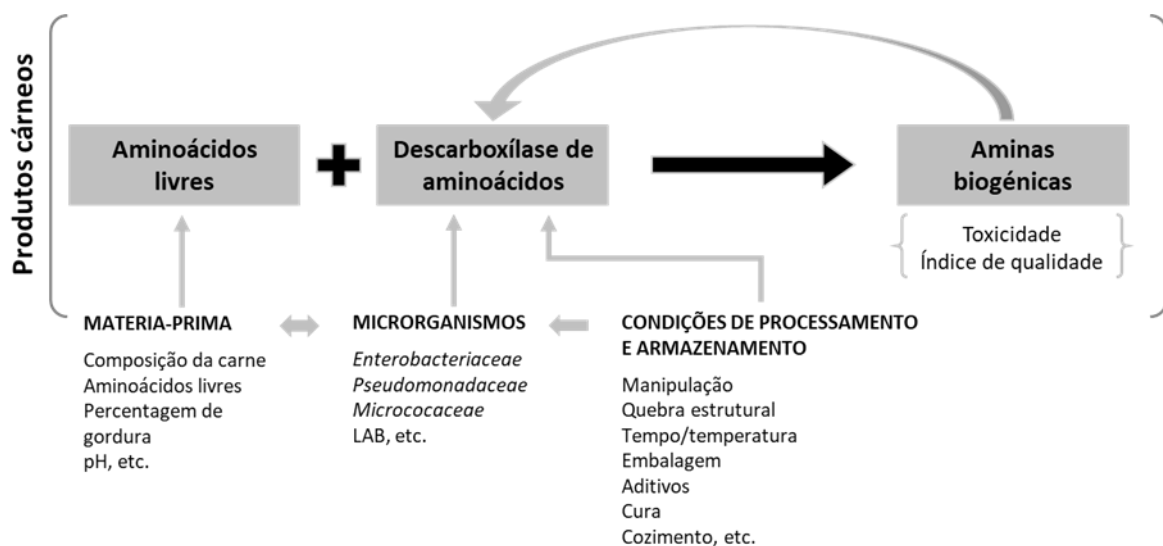 Produtos cárneos
Aminoácidos
livres
Descarboxílase de
aminoácidos
Aminas
biogénicas
Toxicidade
Índice de qualidade
MATERIA-PRIMA
Composição da carne
Aminoácidos livres
Percentagem de
gordura
pH, etc.
MICRORGANISMOS
Enterobacteriaceae
Pseudomonadaceae
Micrococaceae
LAB, etc.
CONDIÇÕES DE PROCESSAMENTO
E ARMAZENAMENTO
Manipulação
Quebra estrutural
Tempo/temperatura
Embalagem
Aditivos
Cura
Cozimento, etc.